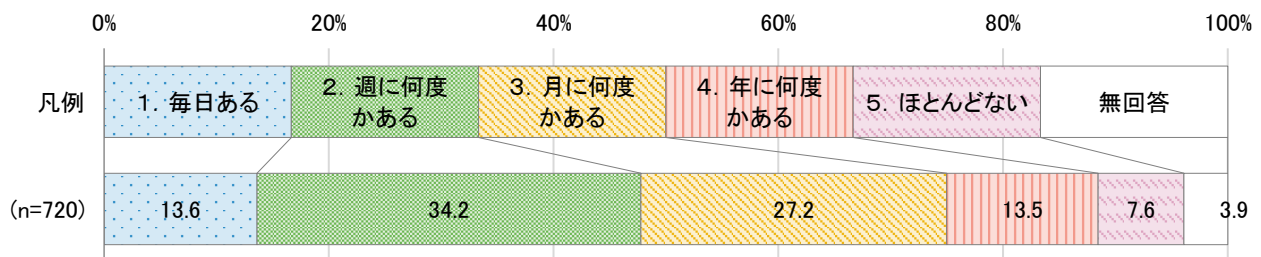 0% 20% 40% 60% 80% 100%
凡例 1. 毎日ある 2. 週に何度かある 3. 月に何度かある 4. 年に何度かある 5. ほとんどない 無回答
(n=720) 13.6 34.2 27.2 13.5 7.6 3.9